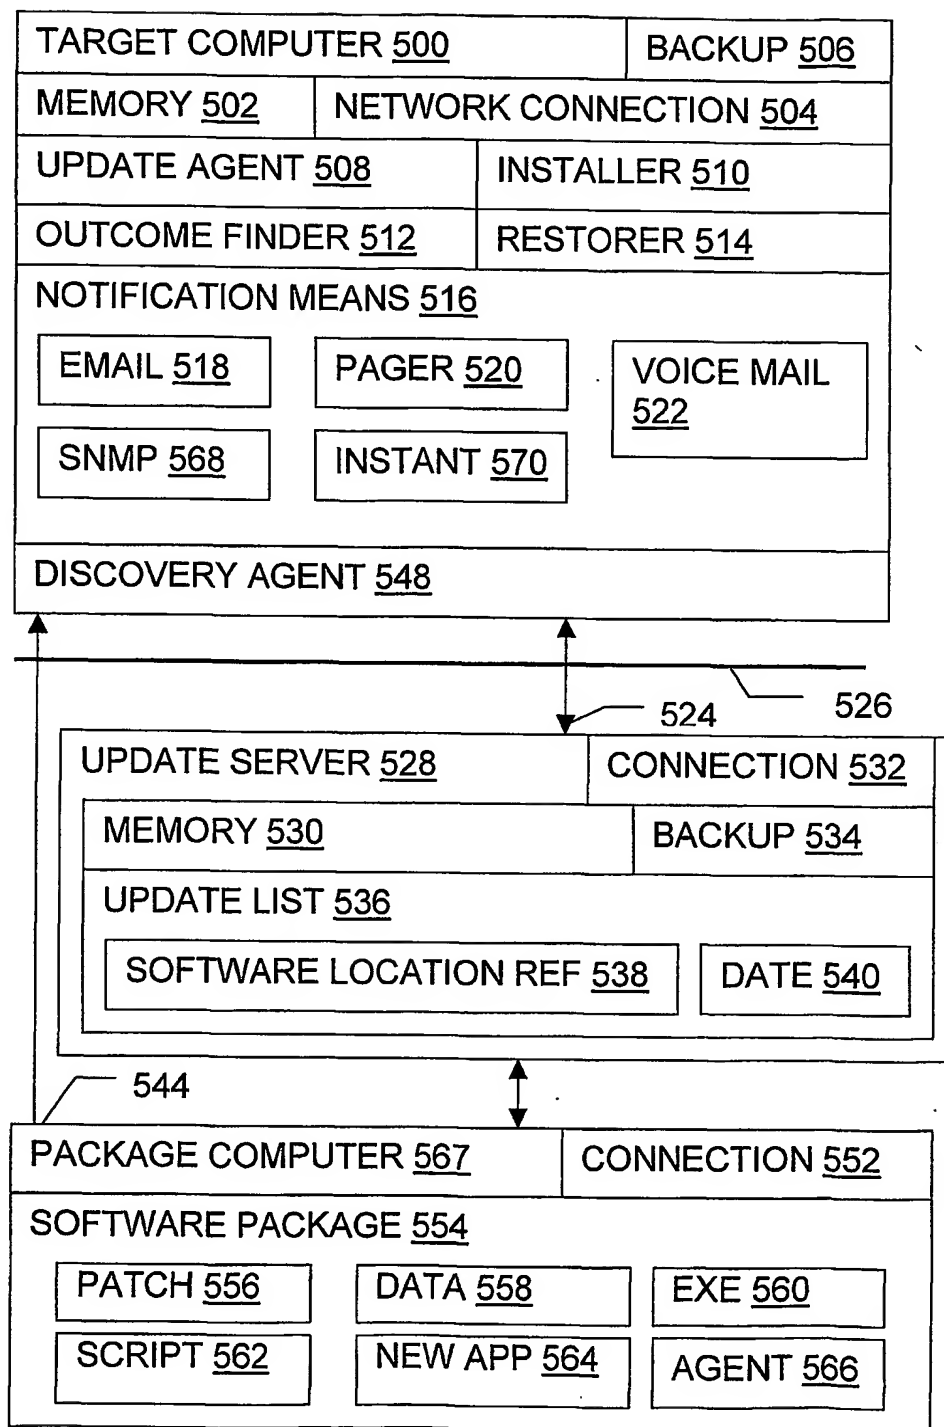 TARGET COMPUTER 500
BACKUP 506
MEMORY 502
NETWORK CONNECTION 504
UPDATE AGENT 508
INSTALLER 510
OUTCOME FINDER 512
RESTORER 514
NOTIFICATION MEANS 516
EMAIL 518
PAGER 520
VOICE MAIL
522
SNMP 568
INSTANT 570
DISCOVERY AGENT 548
524
526
UPDATE SERVER 528
CONNECTION 532
MEMORY 530
BACKUP 534
UPDATE LIST 536
SOFTWARE LOCATION REF 538
DATE 540
544
PACKAGE COMPUTER 567
CONNECTION 552
SOFTWARE PACKAGE 554
PATCH 556
DATA 558
EXE 560
SCRIPT 562
NEW APP 564
AGENT 566